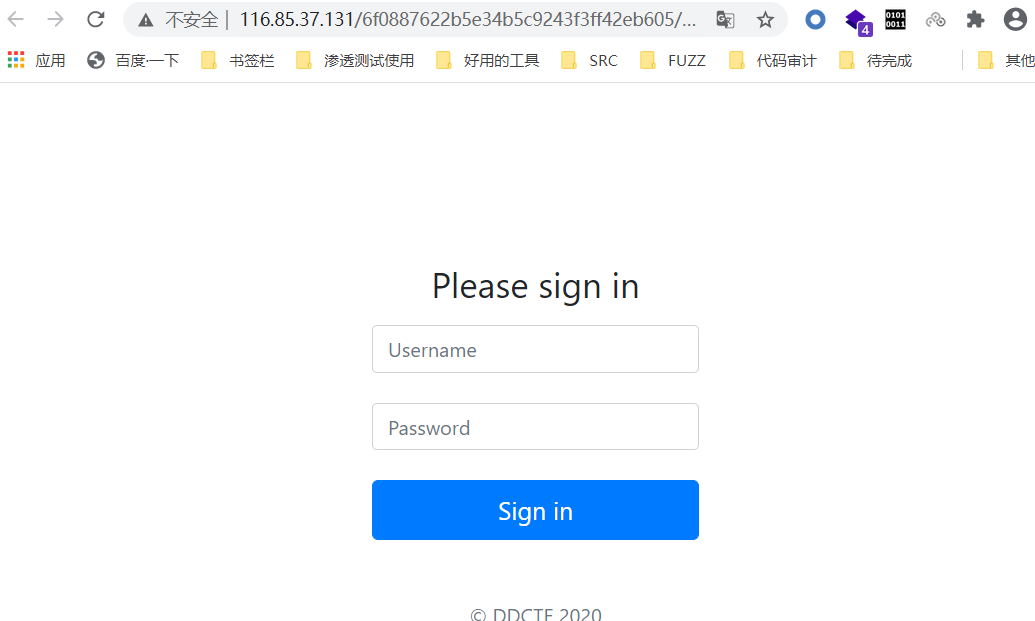 不安全 | 116.85.37.131/6f0887622b5e34b5c9243f3ff42eb605/... 4 0101 0011
应用 百度一下 书签栏 渗透测试使用 好用的工具 SRC FUZZ 代码审计 待完成 其他
Please sign in
Username
Password
Sign in
© DDCTF 2020